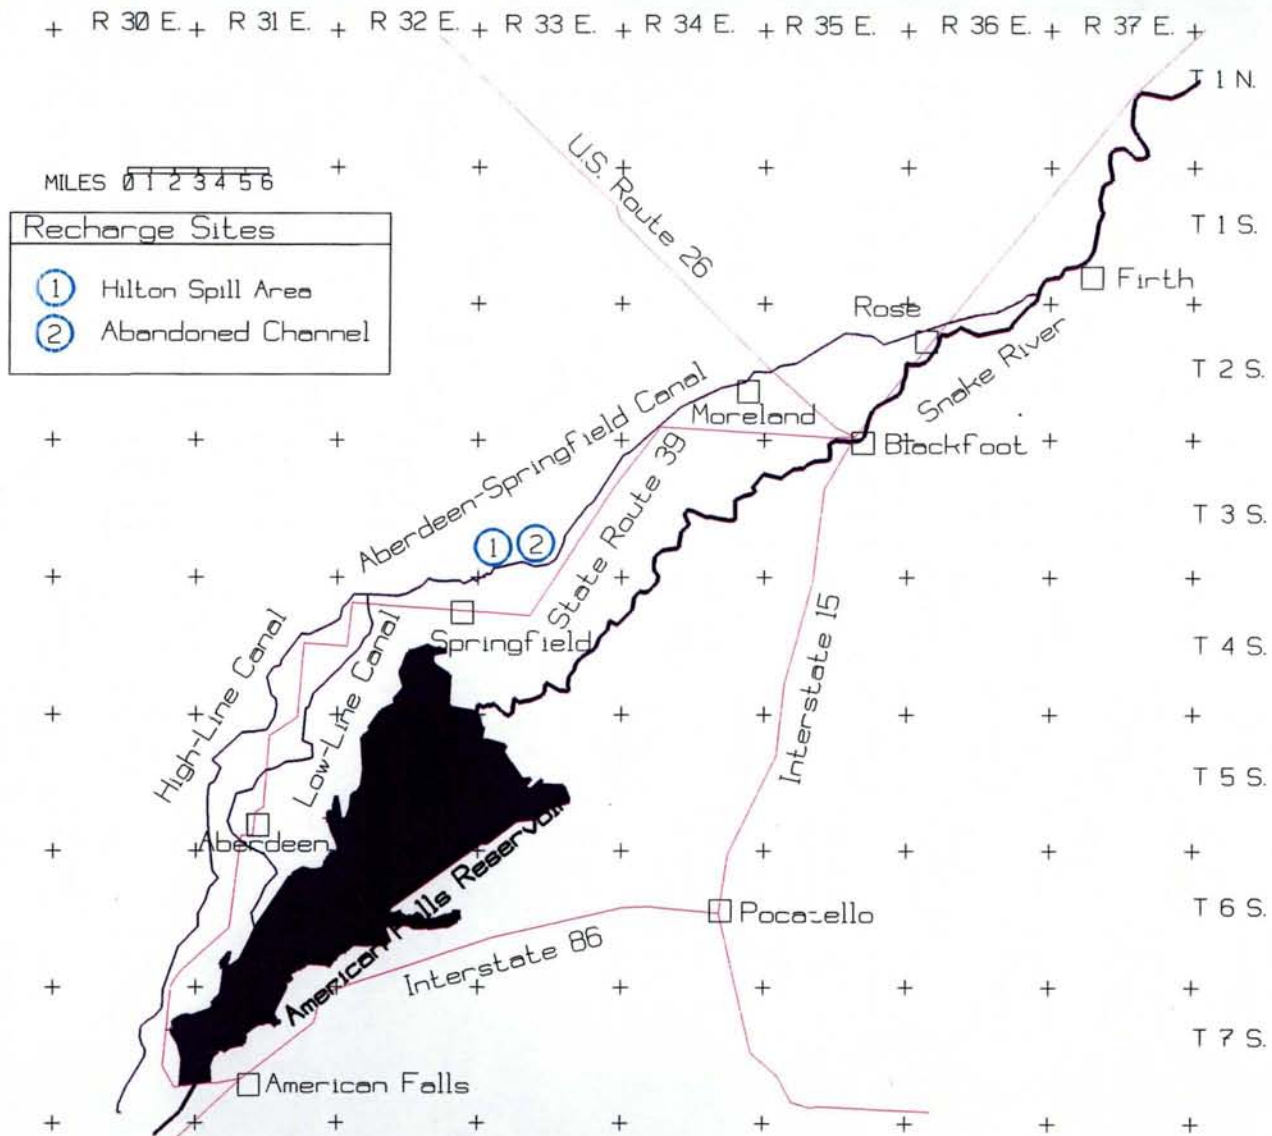 R 30 E. R 31 E. R 32 E. R 33 E. R 34 E. R 35 E. R 36 E. R 37 E.
T 1 N.
U.S. Route 26
MILES 0 1 2 3 4 5 6
Recharge Sites
1 Hilton Spill Area
2 Abandoned Channel
T 1 S.
Firth
Rose
Snake River
T 2 S.
Moreland
Blackfoot
Aberdeen-Springfield Canal
State Route 39
T 3 S.
1 2
Springfield
Interstate 15
T 4 S.
High-Line Canal
Low-Line Canal
T 5 S.
Aberdeen
American Falls Reservoir
Pocatello
T 6 S.
Interstate 86
T 7 S.
American Falls